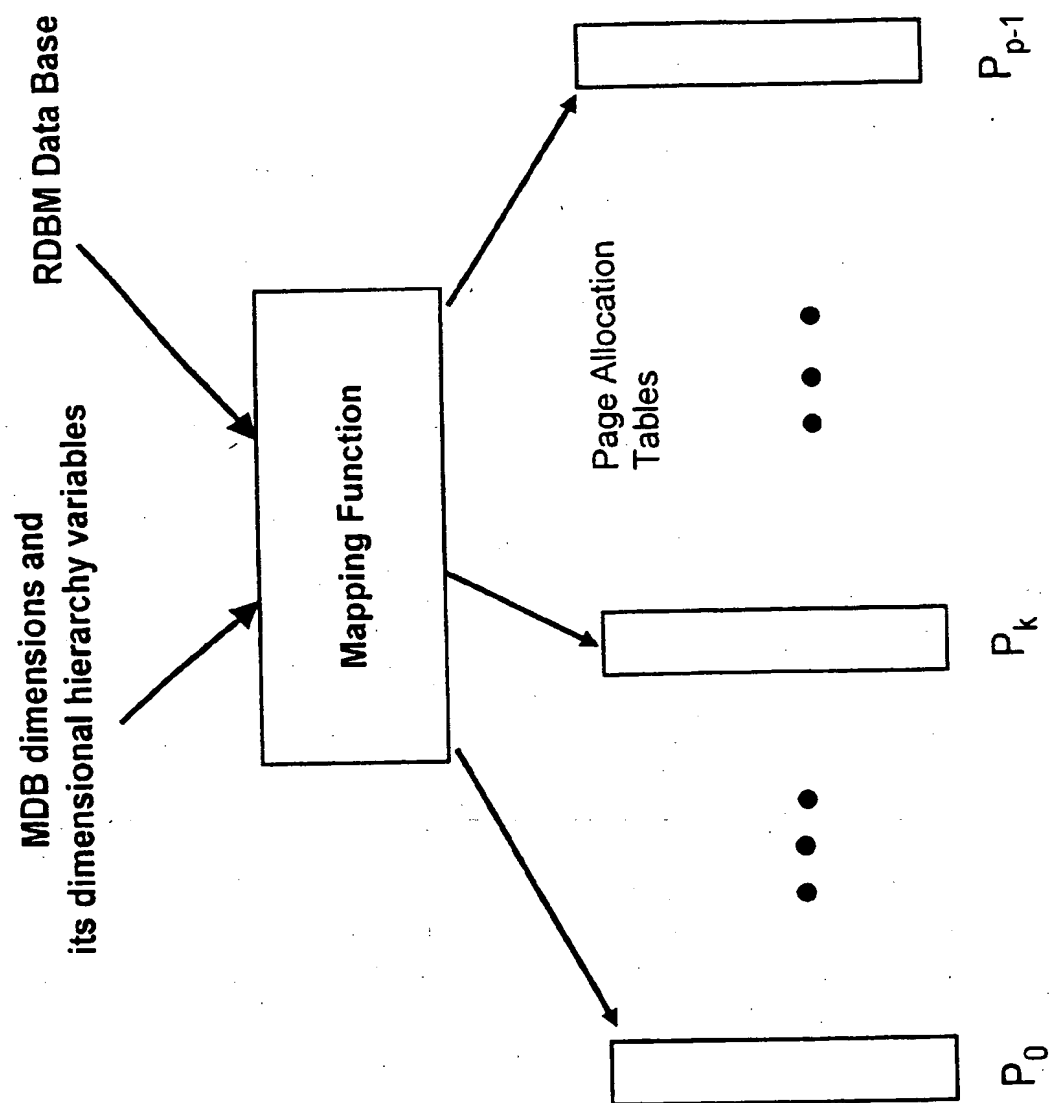 MDB dimensions and
its dimensional hierarchy variables
RDBM Data Base
Mapping Function
Page Allocation
Tables
P0
Pk
Pp-1